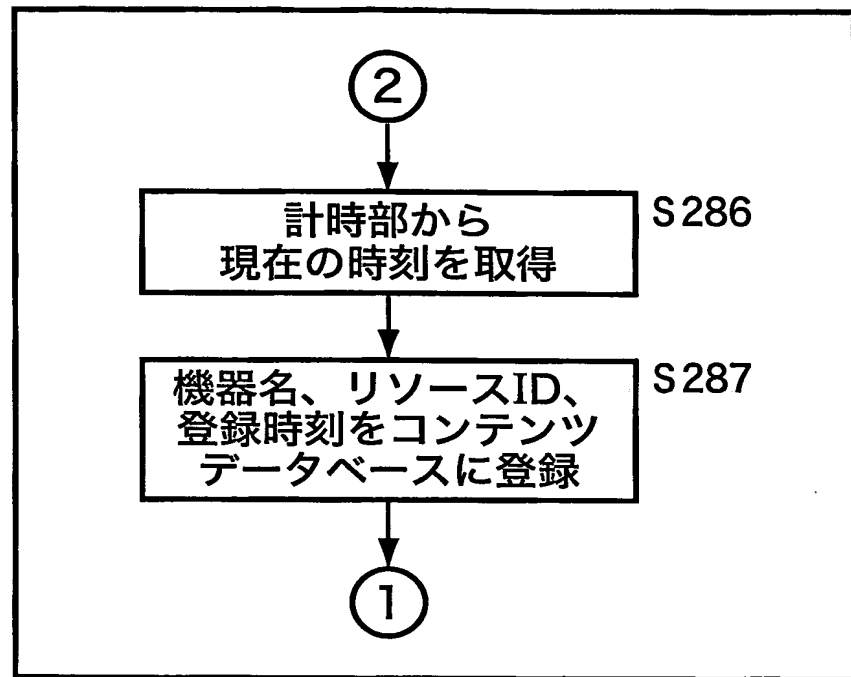 ②
計時部から
現在の時刻を取得
S286
機器名、リソースID、
登録時刻をコンテンツ
データベースに登録
S287
①